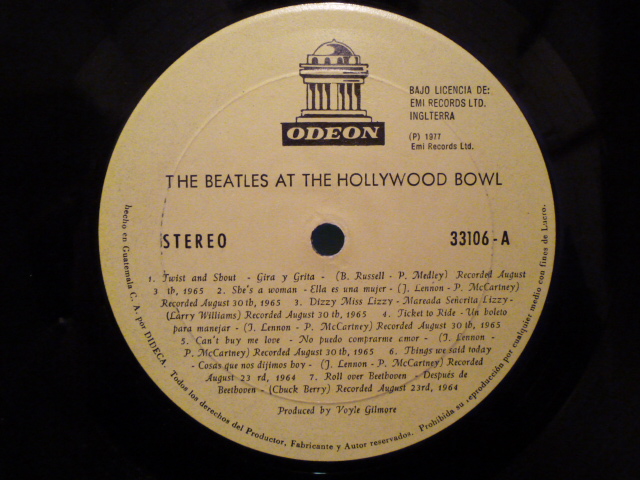 ODEON
BAJO LICENCIA DE:
EMI RECORDS LTD.
INGLTERRA
(P) 1977
Emi Records Ltd.
THE BEATLES AT THE HOLLYWOOD BOWL
STEREO
33106-A
1. Twist and Shout - Gira y Grita - (B. Russell - P. Medley) Recorded August
3 th, 1965 2. She's a woman - Ella es una mujer - (J. Lennon - P. McCartney)
Recorded August 30 th, 1965 3. Dizzy Miss Lizzy - Mareada Señorita Lizzy -
(Larry Williams) Recorded August 30 th, 1965 4. Ticket to Ride - Un boleto
para manejar - (J. Lennon - P. McCartney) Recorded August 30 th, 1965
5. Can't buy me love - No puedo comprarme amor - (J. Lennon -
P. McCartney) Recorded August 30 th, 1965 6. Things we said today
- Cosas que nos dijimos boy - (J. Lennon - P. McCartney) Recorded
August 23 rd, 1964 7. Roll over Beethoven - Después de
Beethoven - (Chuck Berry) Recorded August 23rd, 1964
Produced by Voyle Gilmore
hecho en Guatemala C. A. por DIDECA. Todos los derechos del Productor, Fabricante y Autor reservados. Prohibida su reproducción por cualquier medio con fines de Lucro.